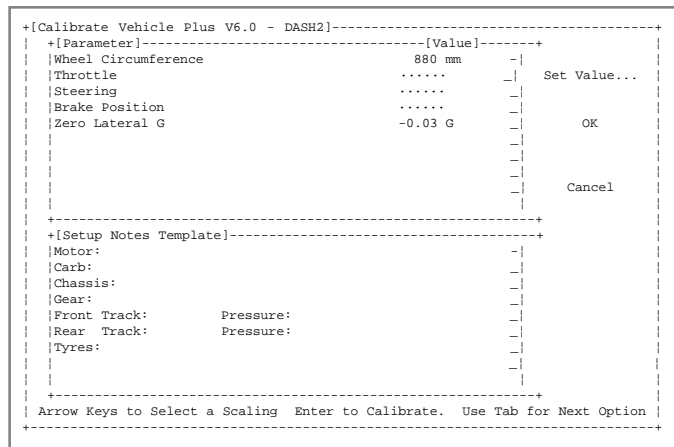 +[Calibrate Vehicle Plus V6.0 - DASH2]-----------------------------------------+
[Parameter] [Value]
Wheel Circumference 880 mm
Throttle ...... Set Value...
Steering ......
Brake Position ......
Zero Lateral G -0.03 G OK
Cancel
[Setup Notes Template]
Motor:
Carb:
Chassis:
Gear:
Front Track: Pressure:
Rear Track: Pressure:
Tyres:
Arrow Keys to Select a Scaling Enter to Calibrate. Use Tab for Next Option